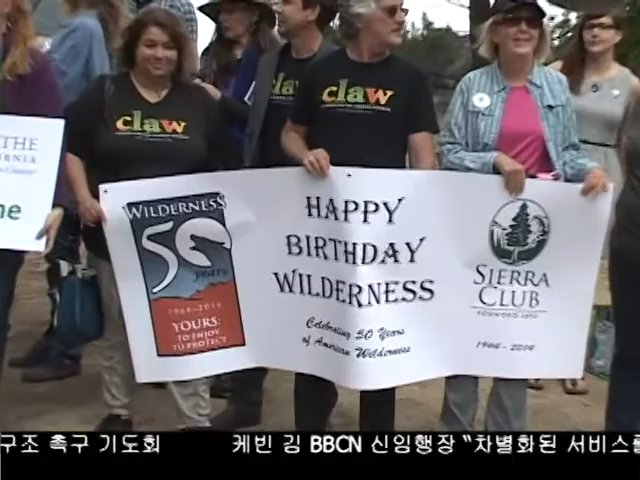 claw
claw
claw
THE
RNIA
ne
WILDERNESS
50
years
1964-2014
YOURS:
TO ENJOY
TO PROTECT
HAPPY
BIRTHDAY
WILDERNESS
Celebrating 50 Years
of American Wilderness
SIERRA
CLUB
FOUNDED 1892
1964 - 2014
구조 촉구 기도회 케빈 김 BBCN 신임행장 "차별화된 서비스를